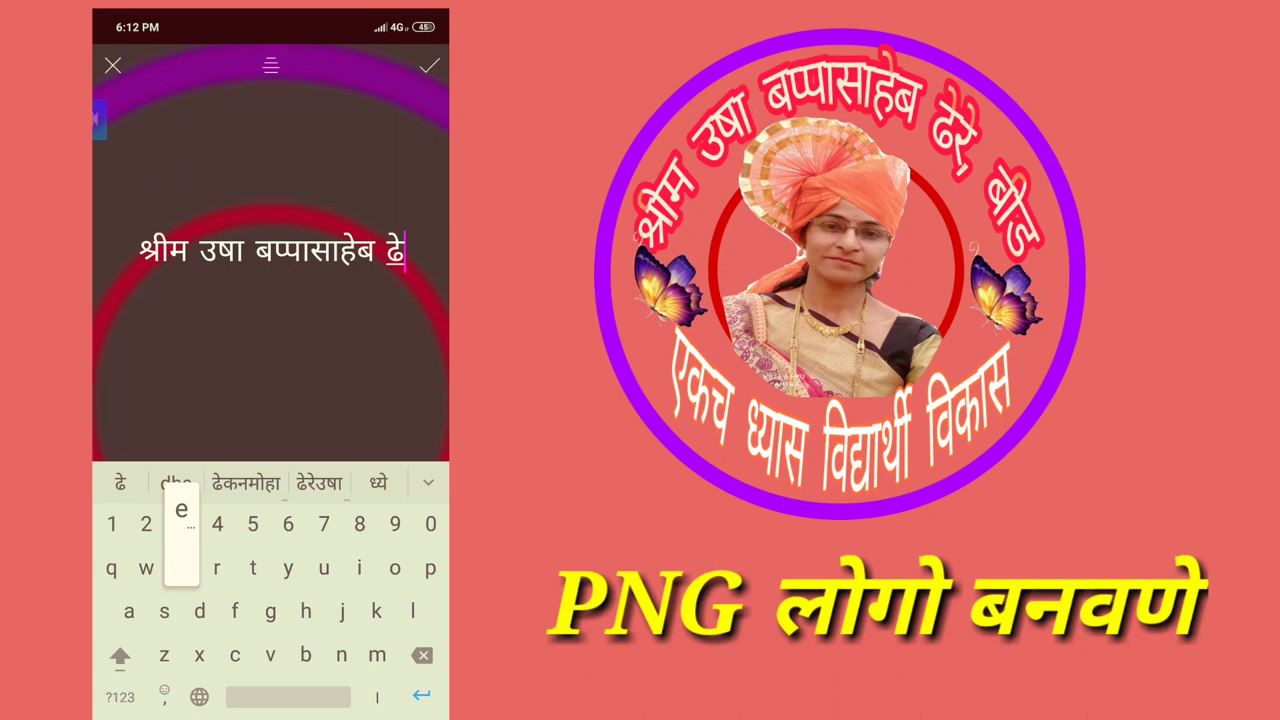 6:12 PM
4G
45
श्रीम उषा बप्पासाहेब ढे
ढे
ढेकनमोहा ढेरेउषा ध्ये
e
1 2 4 5 6 7 8 9 0
q w r t y u i o p
a s d f g h j k l
z x c v b n m
?123 , ।
श्रीम उषा बप्पासाहेब ढेरे, बीड
एकच ध्यास विद्यार्थी विकास
PNG लोगो बनवणे